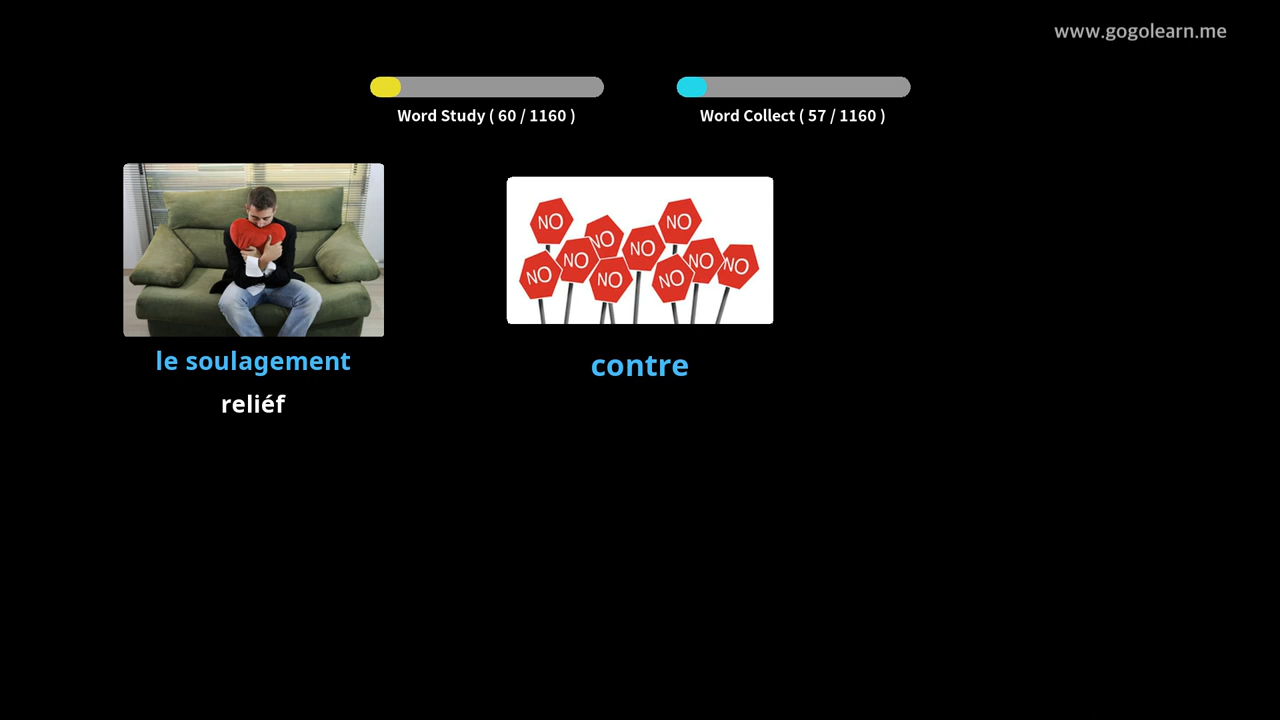 www.gogolearn.me
Word Study ( 60 / 1160 )
Word Collect ( 57 / 1160 )
NO
NO
NO
NO
NO
NO
NO
NO
NO
NO
le soulagement
contre
reliéf